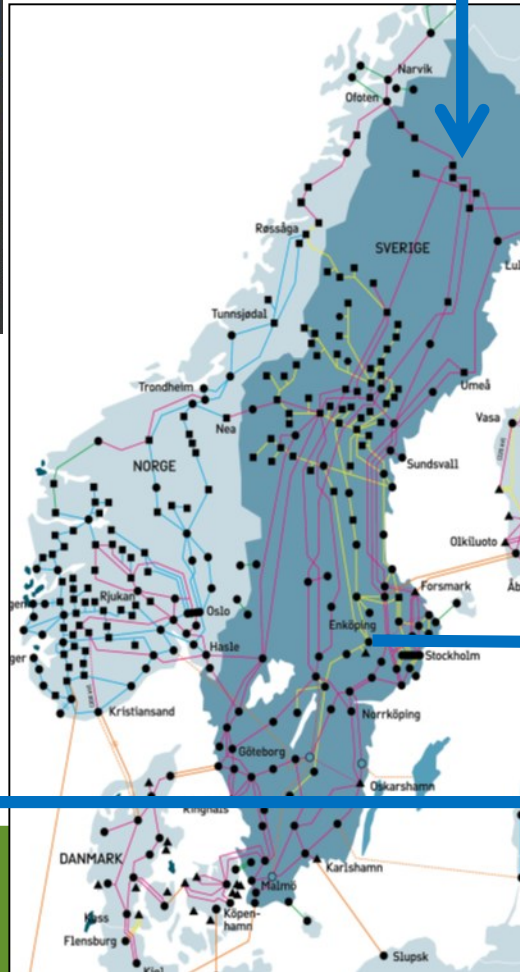 Narvik
Ofoten
Røssåga
SVERIGE
Tunnsjødal
Trondheim
Umeå
Nea
Vasa
NORGE
Sundsvall
Olkiluoto
Forsmark
Rjukan
Oslo
Enköping
Hasle
Stockholm
Kristiansand
Norrköping
Göteborg
Oskarshamn
Ringhals
DANMARK
Karlshamn
Malmö
Köpen-
hamn
Flensburg
Slupsk
Kiel